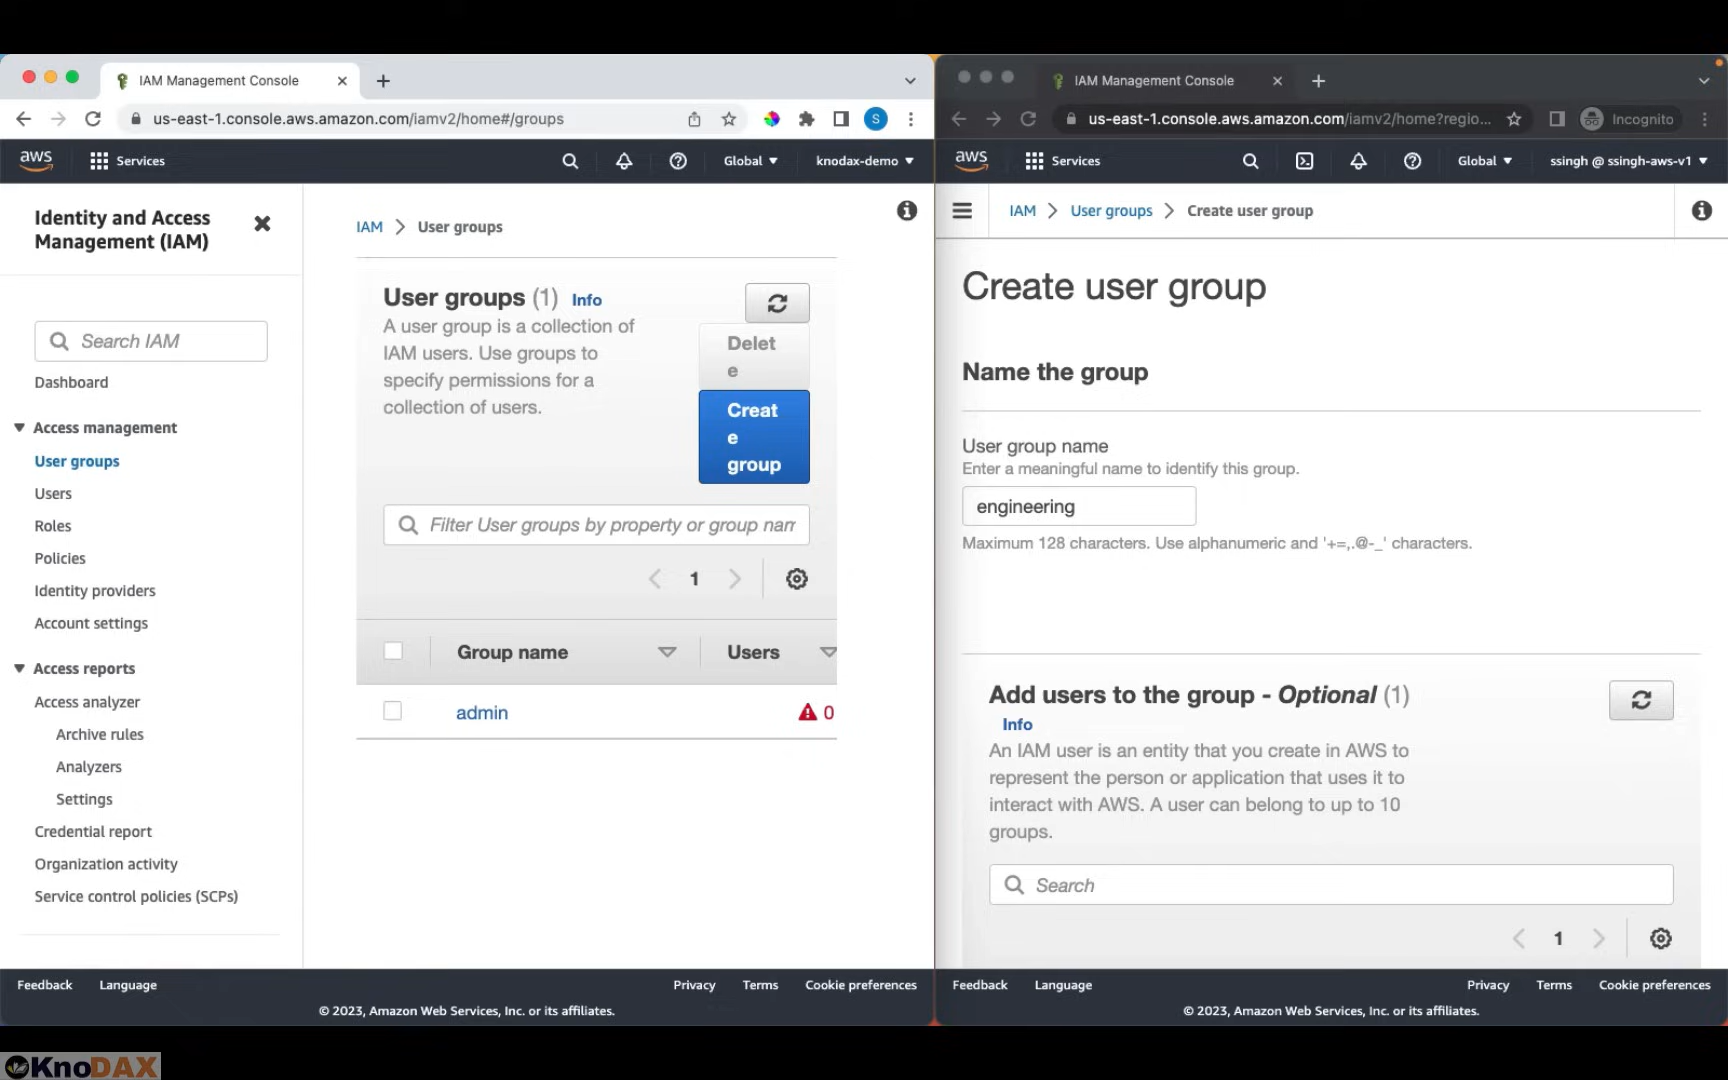 IAM Management Console
us-east-1.console.aws.amazon.com/iamv2/home#/groups
S
aws
Services
Global
knodax-demo
Identity and Access
Management (IAM)
Search IAM
Dashboard
Access management
User groups
Users
Roles
Policies
Identity providers
Account settings
Access reports
Access analyzer
Archive rules
Analyzers
Settings
Credential report
Organization activity
Service control policies (SCPs)
IAM > User groups
User groups (1) Info
A user group is a collection of
IAM users. Use groups to
specify permissions for a
collection of users.
Delet
e
Creat
e
group
Filter User groups by property or group nam
1
Group name Users
admin 0
Feedback Language Privacy Terms Cookie preferences
© 2023, Amazon Web Services, Inc. or its affiliates.
IAM Management Console
us-east-1.console.aws.amazon.com/iamv2/home?regio...
Incognito
aws
Services
Global
ssingh @ ssingh-aws-v1
IAM > User groups > Create user group
Create user group
Name the group
User group name
Enter a meaningful name to identify this group.
engineering
Maximum 128 characters. Use alphanumeric and '+=,.@-_' characters.
Add users to the group - Optional (1)
Info
An IAM user is an entity that you create in AWS to
represent the person or application that uses it to
interact with AWS. A user can belong to up to 10
groups.
Search
1
Feedback Language Privacy Terms Cookie preferences
© 2023, Amazon Web Services, Inc. or its affiliates.
KnoDAX